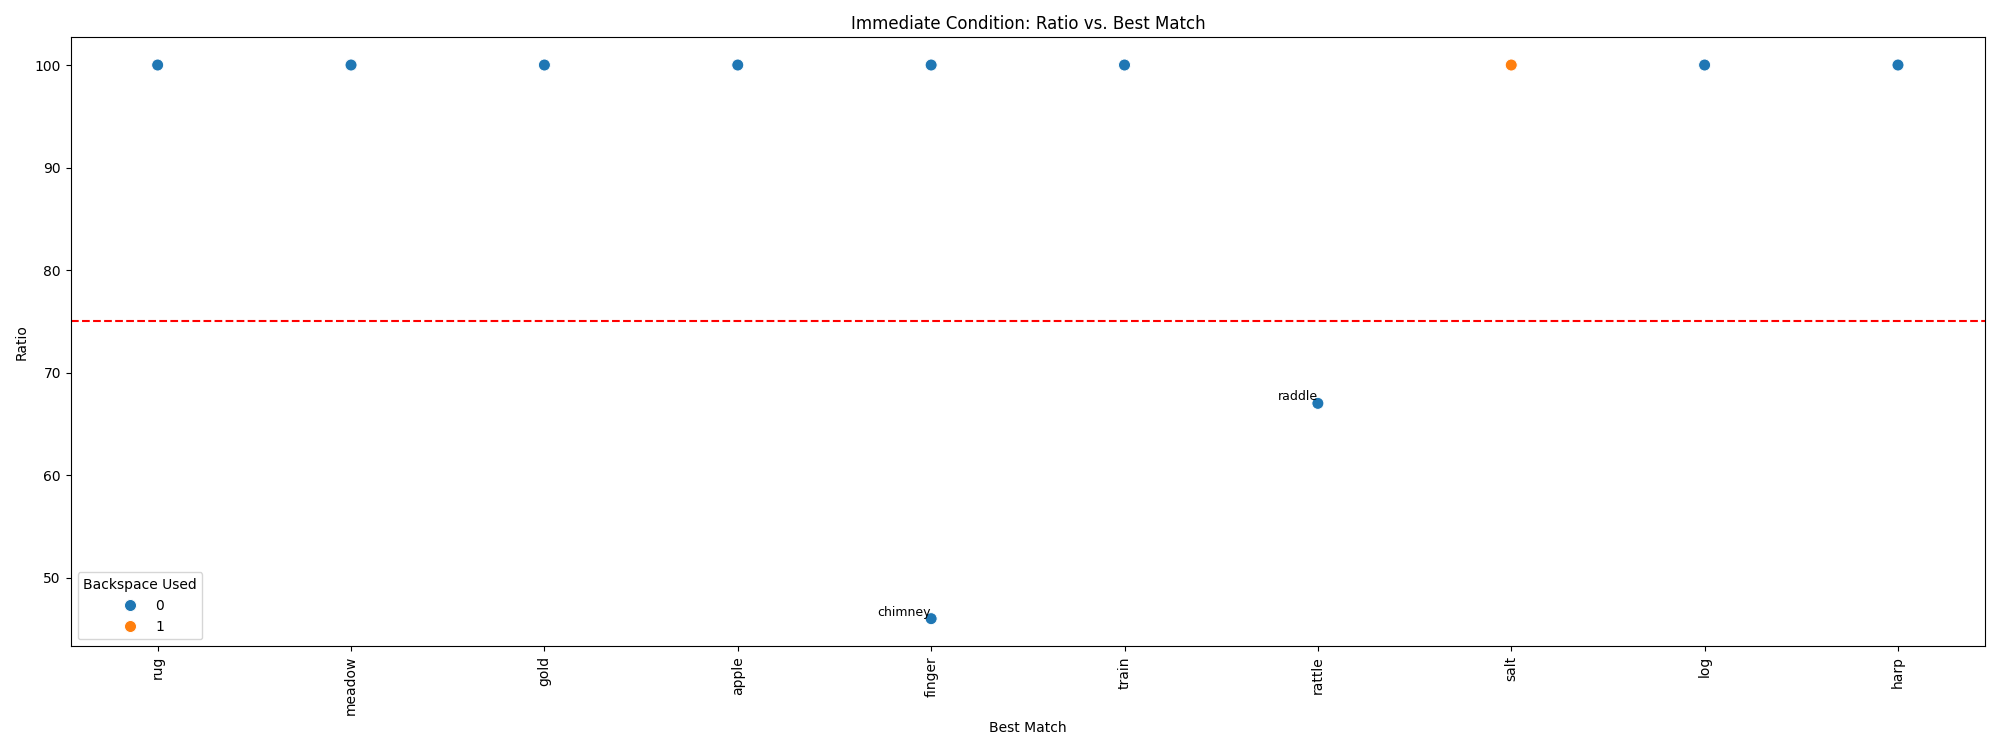 Immediate Condition: Ratio vs. Best Match
Ratio
100
90
80
70
60
50
raddle
chimney
Backspace Used
0
1
rug
meadow
gold
apple
finger
train
rattle
salt
log
harp
Best Match